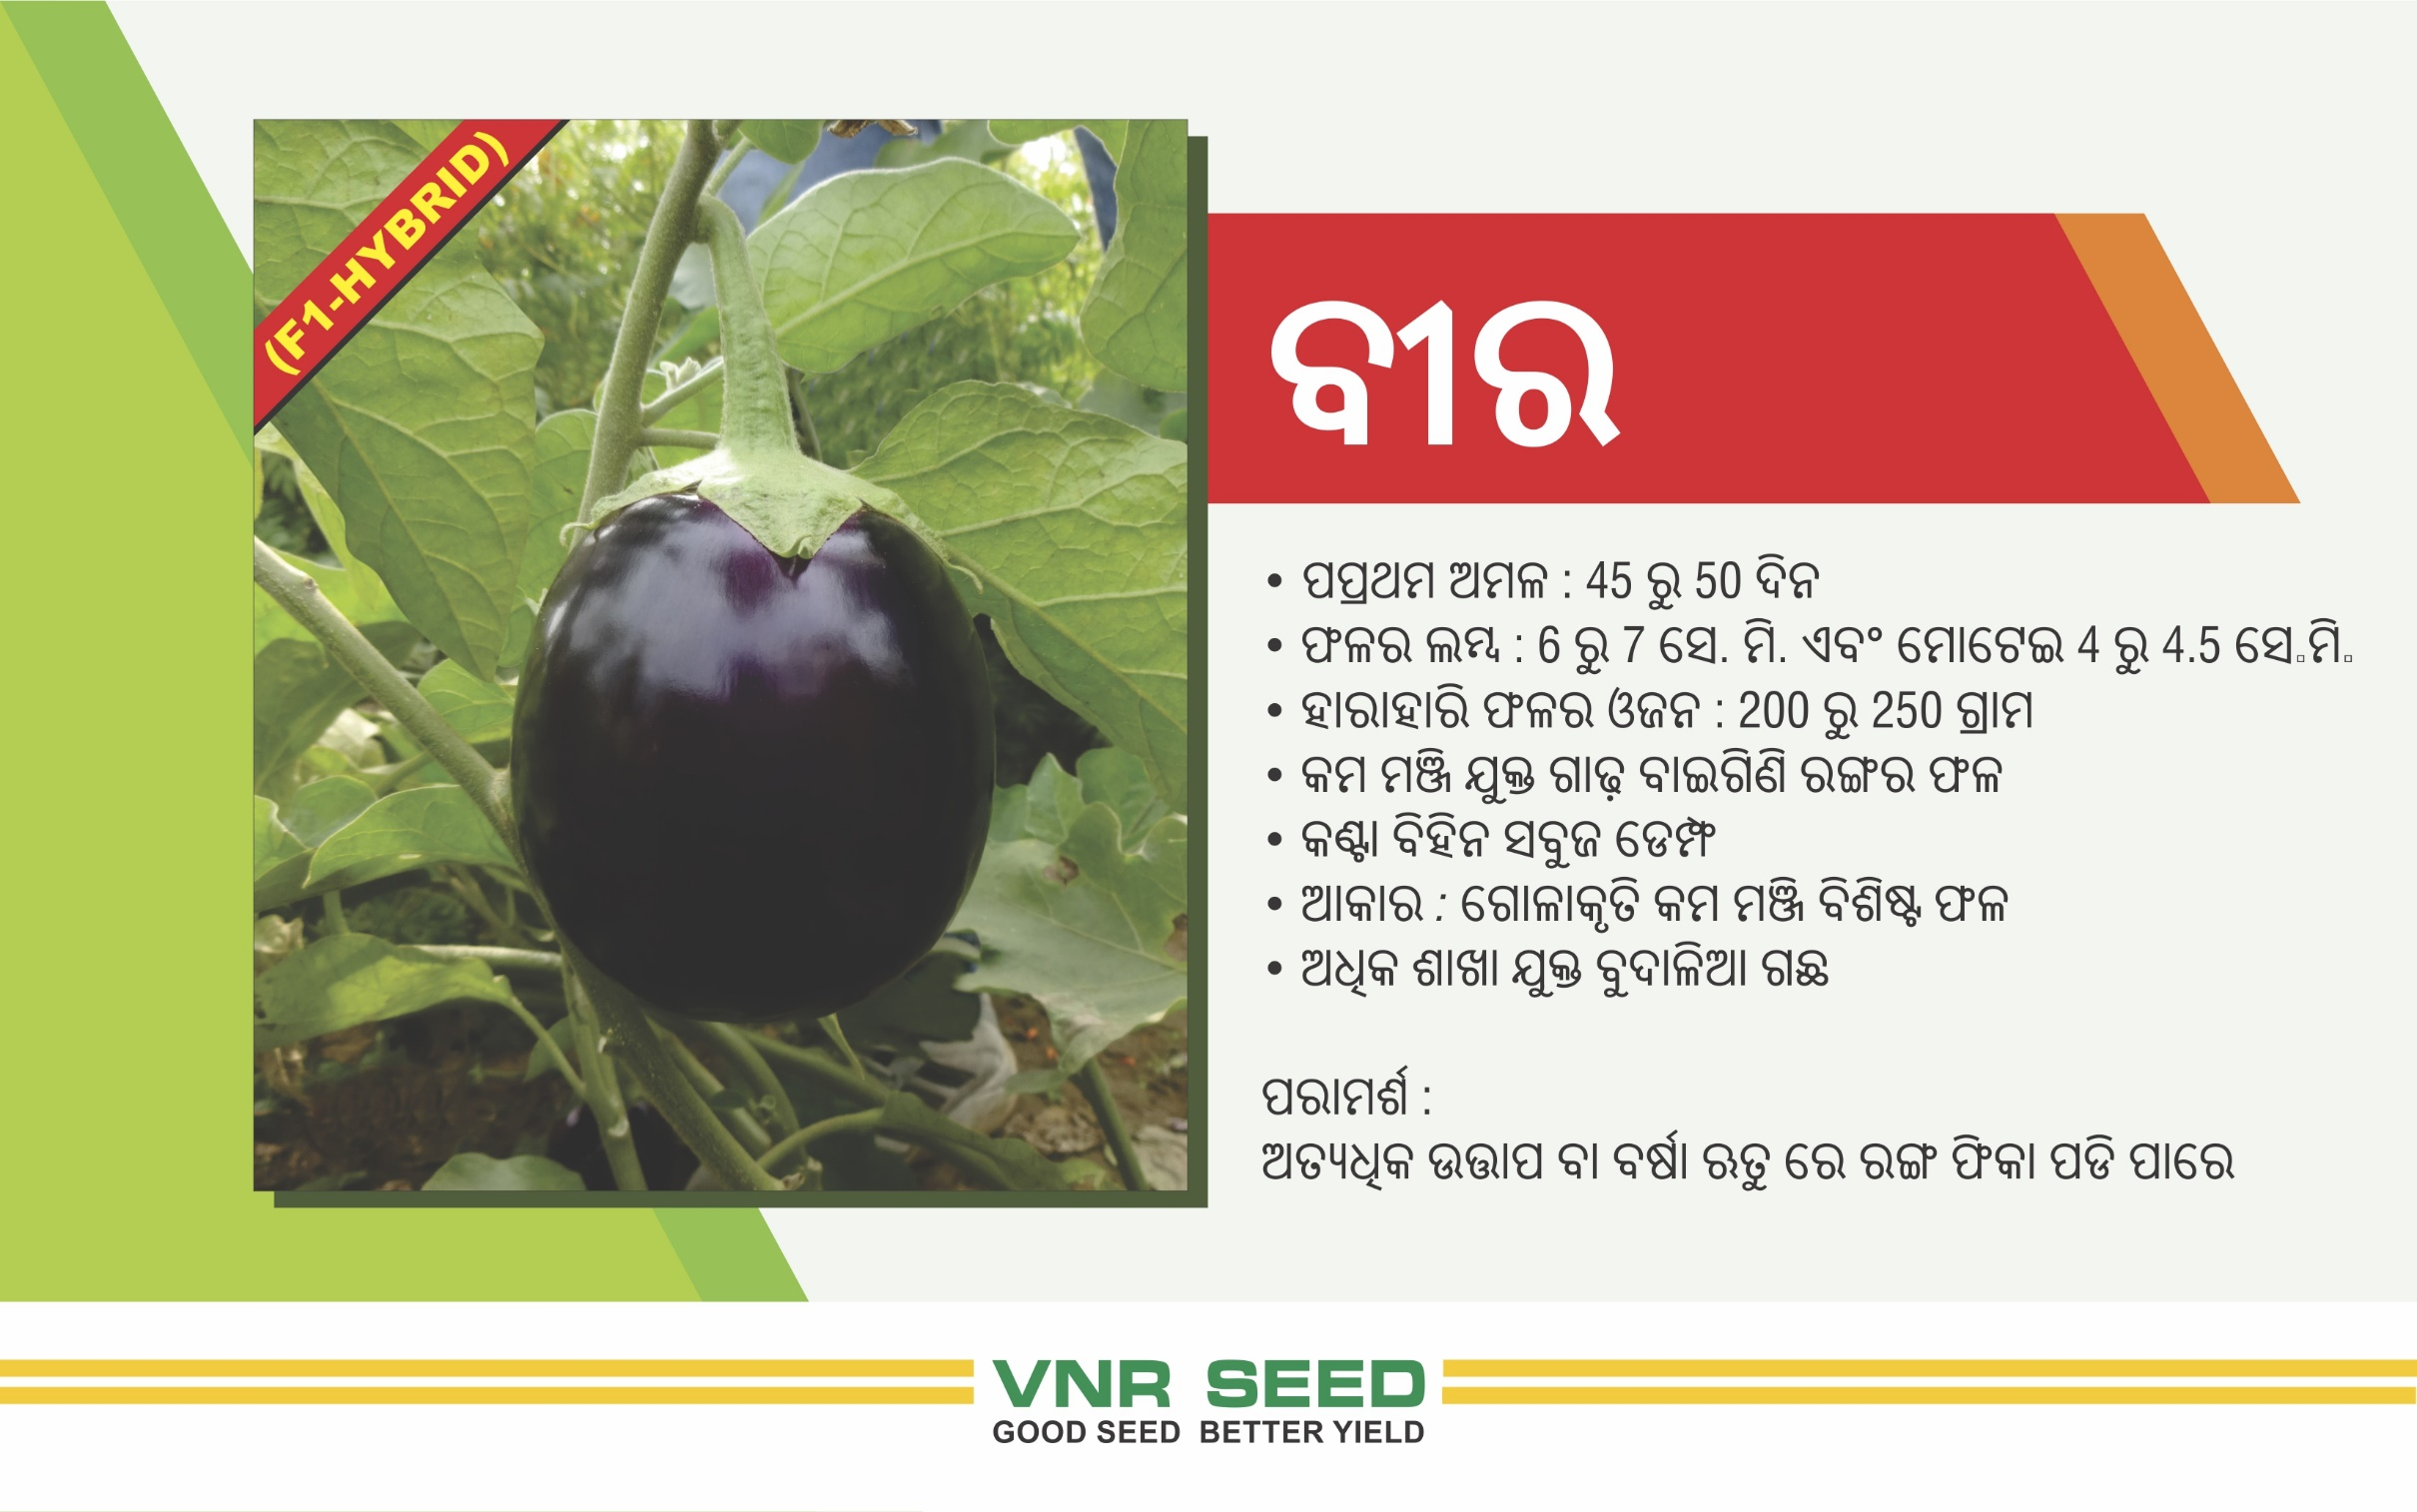 (F1-HYBRID)
ବୀର
• ପପ୍ରଥମ ଅମଳ : 45 ରୁ 50 ଦିନ
• ଫଳର ଲମ୍ବ : 6 ରୁ 7 ସେ. ମି. ଏବଂ ମୋଟେଇ 4 ରୁ 4.5 ସେ.ମି.
• ହାରାହାରି ଫଳର ଓଜନ : 200 ରୁ 250 ଗ୍ରାମ
• କମ ମଞ୍ଜି ଯୁକ୍ତ ଗାଢ଼ ବାଇଗିଣି ରଙ୍ଗର ଫଳ
• କଣ୍ଟା ବିହିନ ସବୁଜ ଡେମ୍ଫ
• ଆକାର : ଗୋଳାକୃତି କମ ମଞ୍ଜି ବିଶିଷ୍ଟ ଫଳ
• ଅଧିକ ଶାଖା ଯୁକ୍ତ ବୁଦାଳିଆ ଗଛ
ପରାମର୍ଶ :
ଅତ୍ୟଧିକ ଉତ୍ତାପ ବା ବର୍ଷା ଋତୁ ରେ ରଙ୍ଗ ଫିକା ପଡି ପାରେ
VNR SEED
GOOD SEED BETTER YIELD